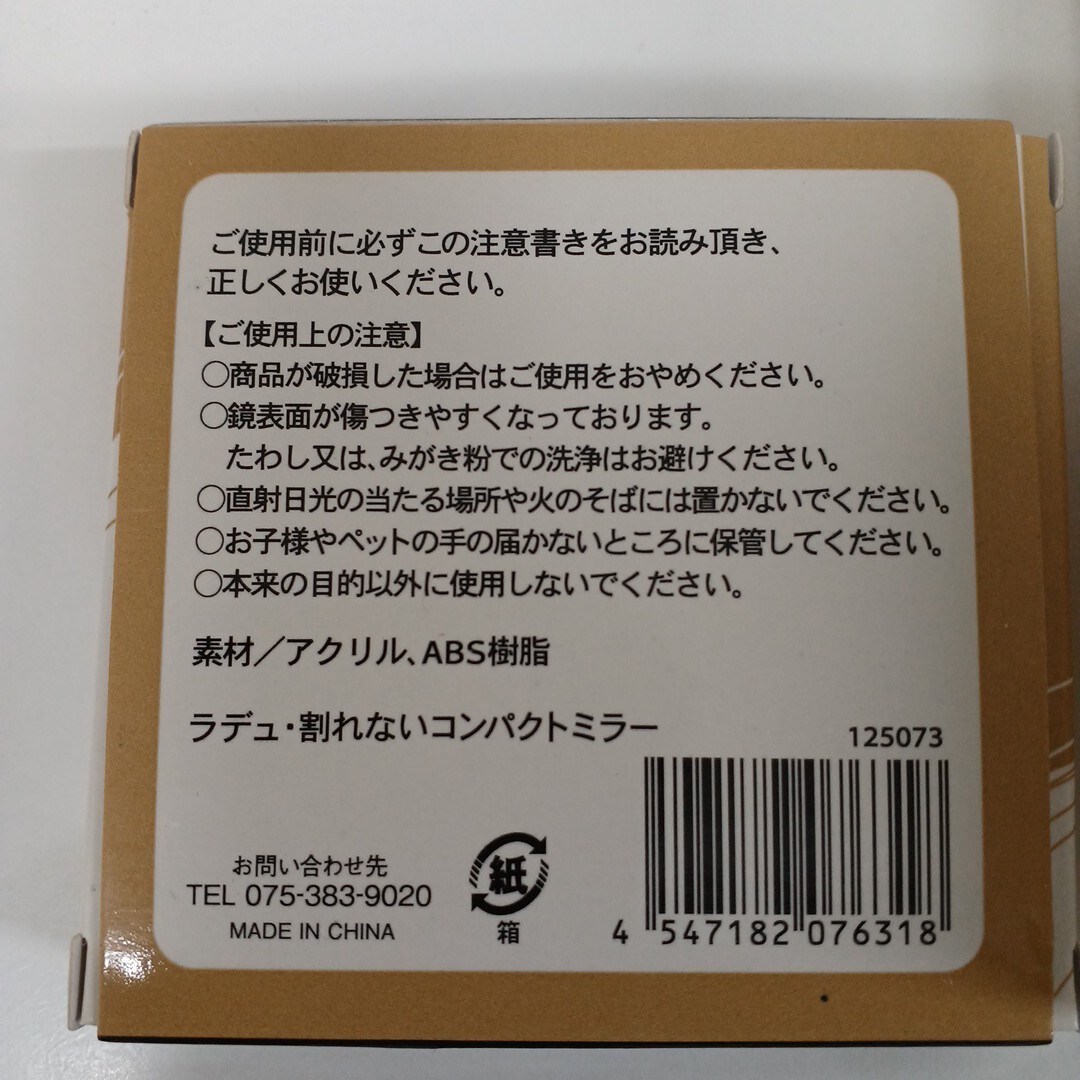 ご使用前に必ずこの注意書きをお読み頂き、
正しくお使いください。
【ご使用上の注意】
○商品が破損した場合はご使用をおやめください。
○鏡表面が傷つきやすくなっております。
たわし又は、みがき粉での洗浄はお避けください。
○直射日光の当たる場所や火のそばには置かないでください。
○お子様やペットの手の届かないところに保管してください。
○本来の目的以外に使用しないでください。
素材／アクリル、ABS樹脂
ラデュ・割れないコンパクトミラー
125073
お問い合わせ先
TEL 075-383-9020
MADE IN CHINA
紙
箱
4 547182 076318